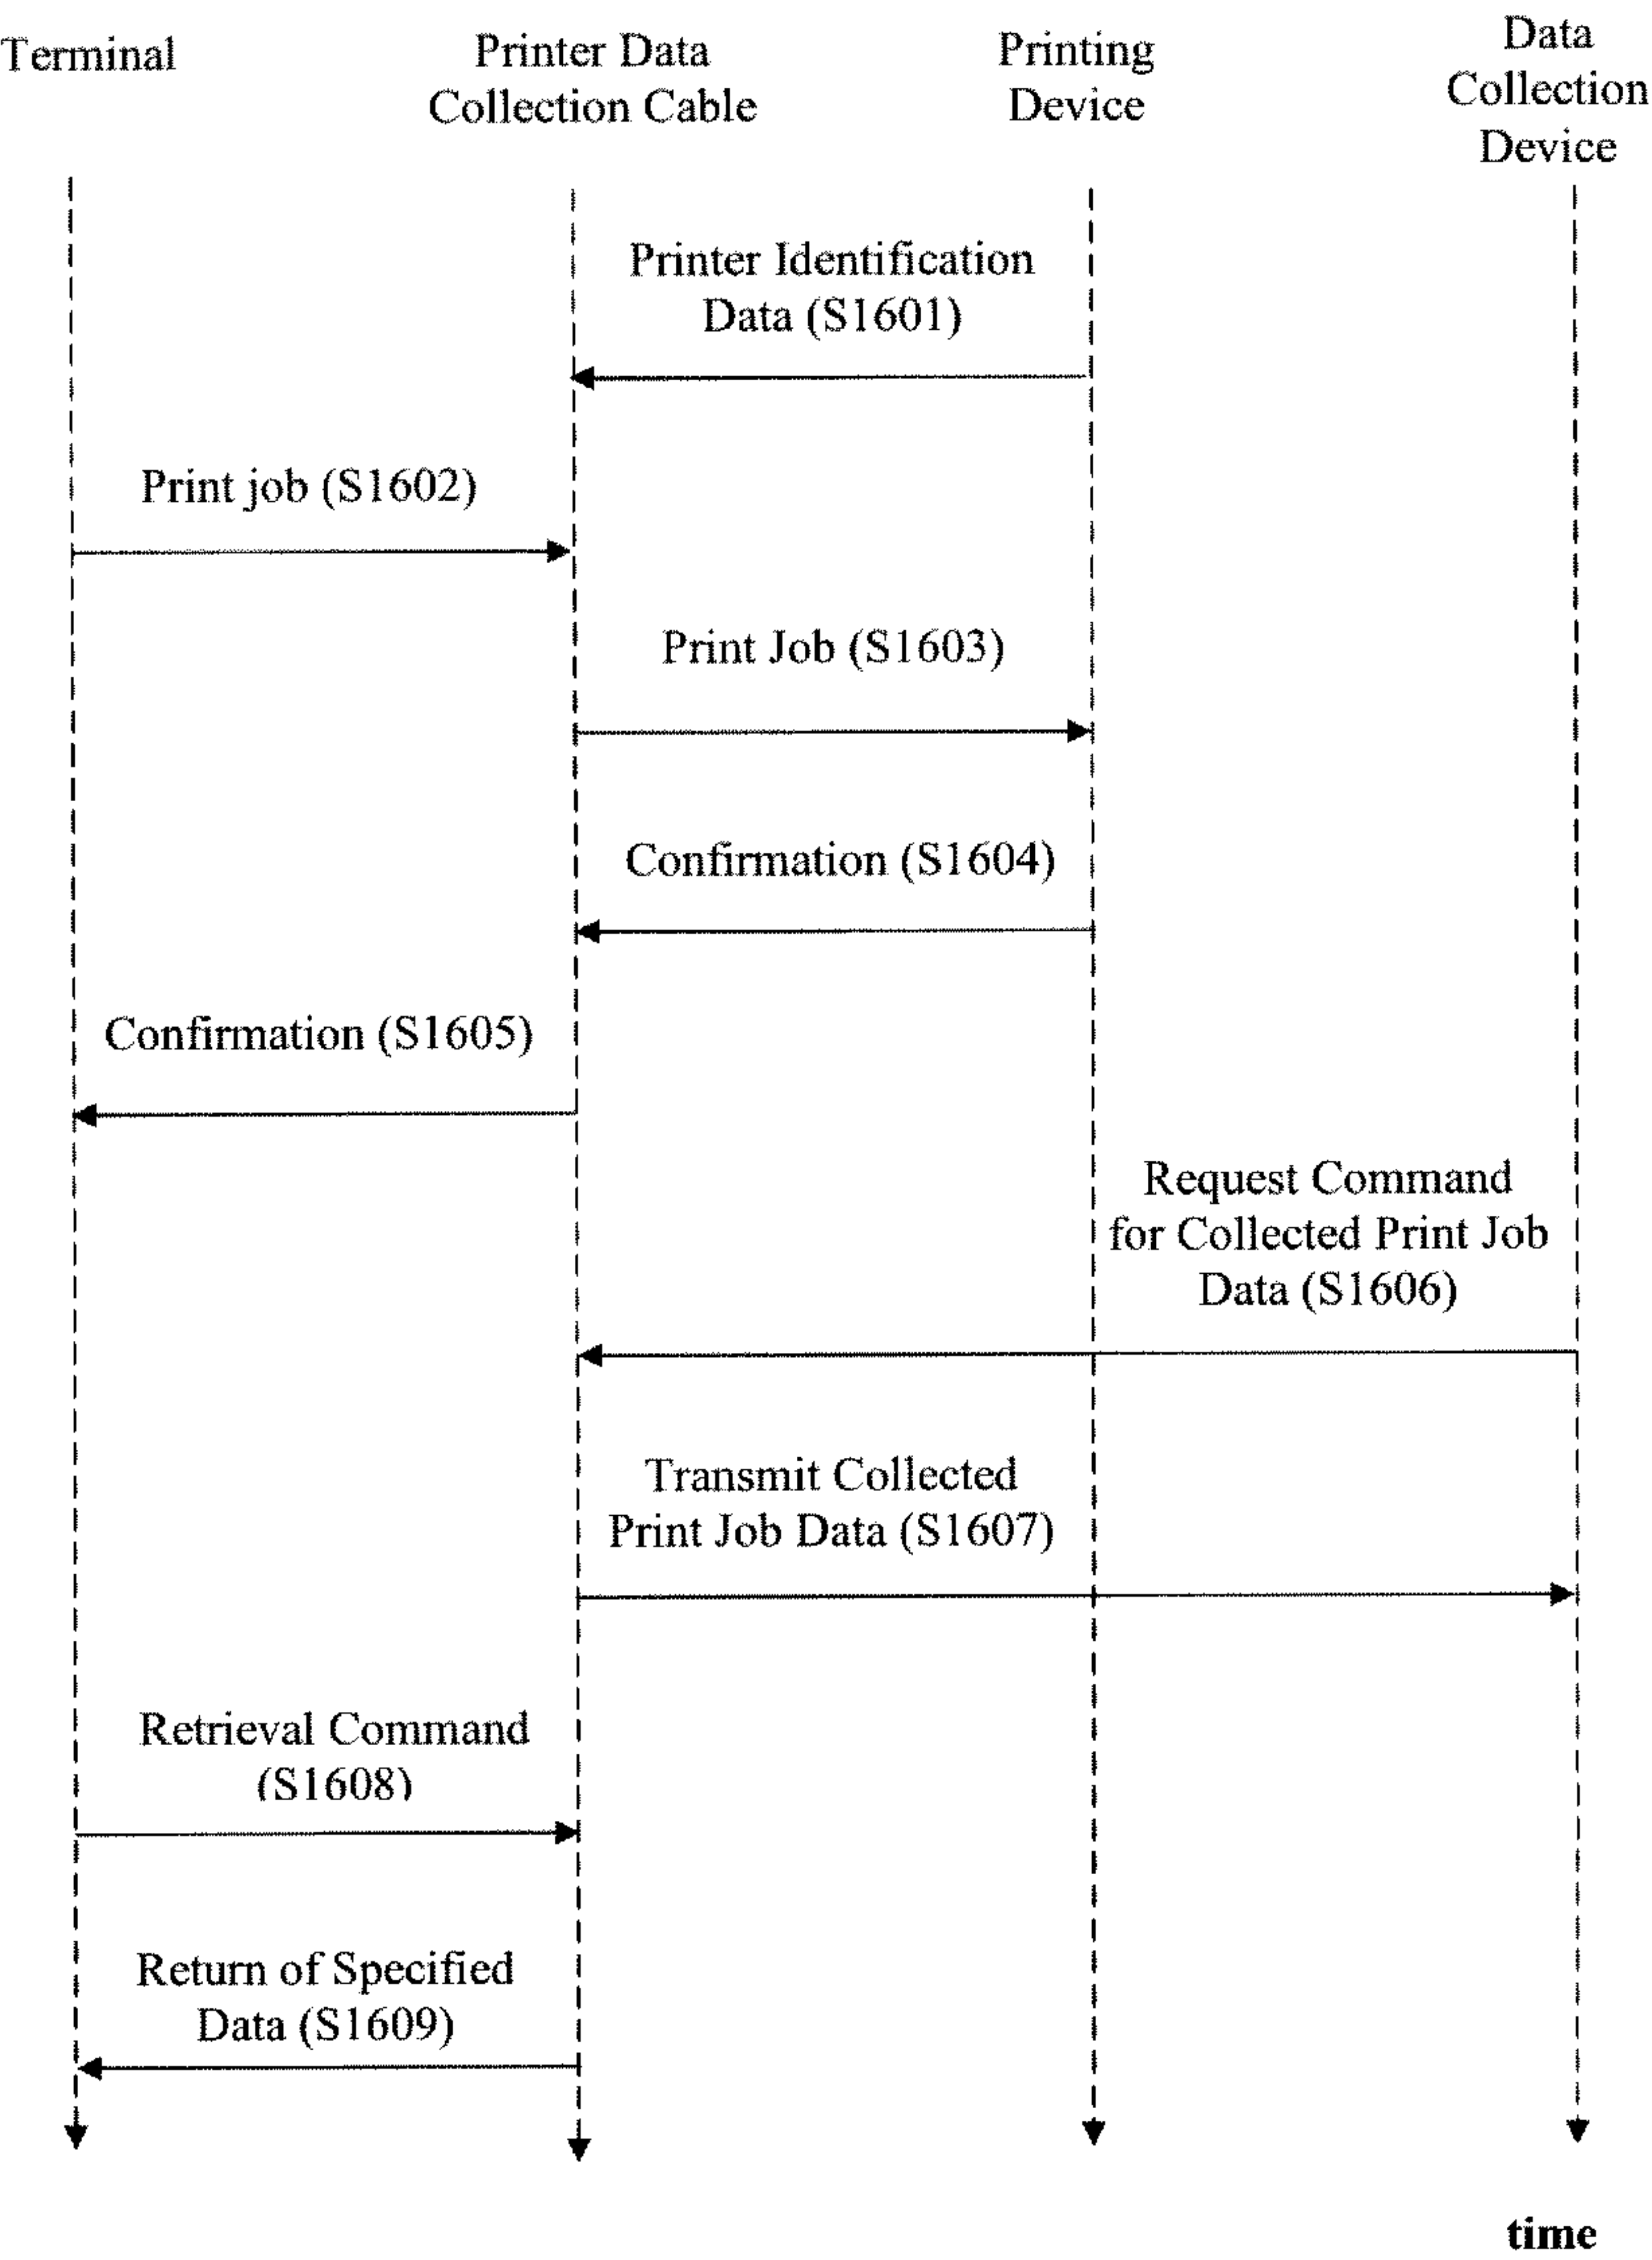 Terminal
Printer Data
Collection Cable
Printing
Device
Data
Collection
Device
Printer Identification
Data (S1601)
Print job (S1602)
Print Job (S1603)
Confirmation (S1604)
Confirmation (S1605)
Request Command
for Collected Print Job
Data (S1606)
Transmit Collected
Print Job Data (S1607)
Retrieval Command
(S1608)
Return of Specified
Data (S1609)
time